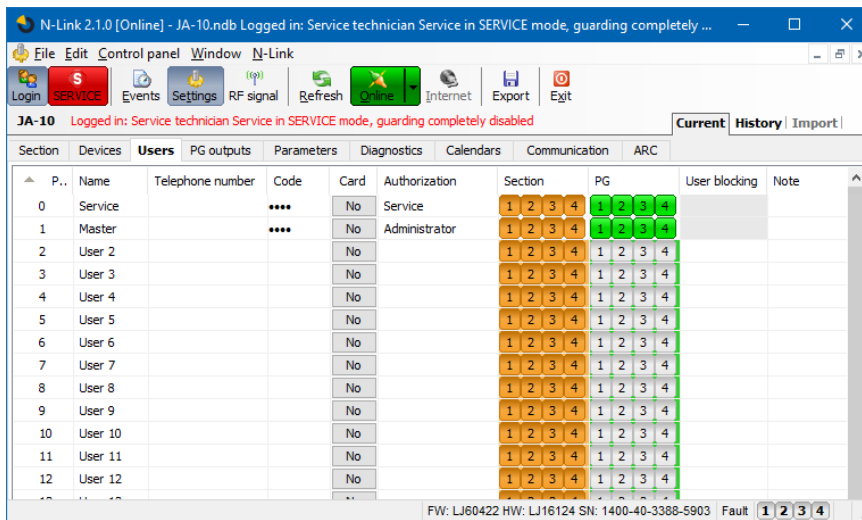 N-Link 2.1.0 [Online] - JA-10.ndb Logged in: Service technician Service in SERVICE mode, guarding completely ...
File Edit Control panel Window N-Link
Login SERVICE Events Settings RF signal Refresh Online Internet Export Exit
JA-10 Logged in: Service technician Service in SERVICE mode, guarding completely disabled Current History Import
Section Devices Users PG outputs Parameters Diagnostics Calendars Communication ARC
P.. Name Telephone number Code Card Authorization Section PG User blocking Note
0 Service •••• No Service 1 2 3 4 1 2 3 4
1 Master •••• No Administrator 1 2 3 4 1 2 3 4
2 User 2 No 1 2 3 4 1 2 3 4
3 User 3 No 1 2 3 4 1 2 3 4
4 User 4 No 1 2 3 4 1 2 3 4
5 User 5 No 1 2 3 4 1 2 3 4
6 User 6 No 1 2 3 4 1 2 3 4
7 User 7 No 1 2 3 4 1 2 3 4
8 User 8 No 1 2 3 4 1 2 3 4
9 User 9 No 1 2 3 4 1 2 3 4
10 User 10 No 1 2 3 4 1 2 3 4
11 User 11 No 1 2 3 4 1 2 3 4
12 User 12 No 1 2 3 4 1 2 3 4
FW: LJ60422 HW: LJ16124 SN: 1400-40-3388-5903 Fault 1 2 3 4